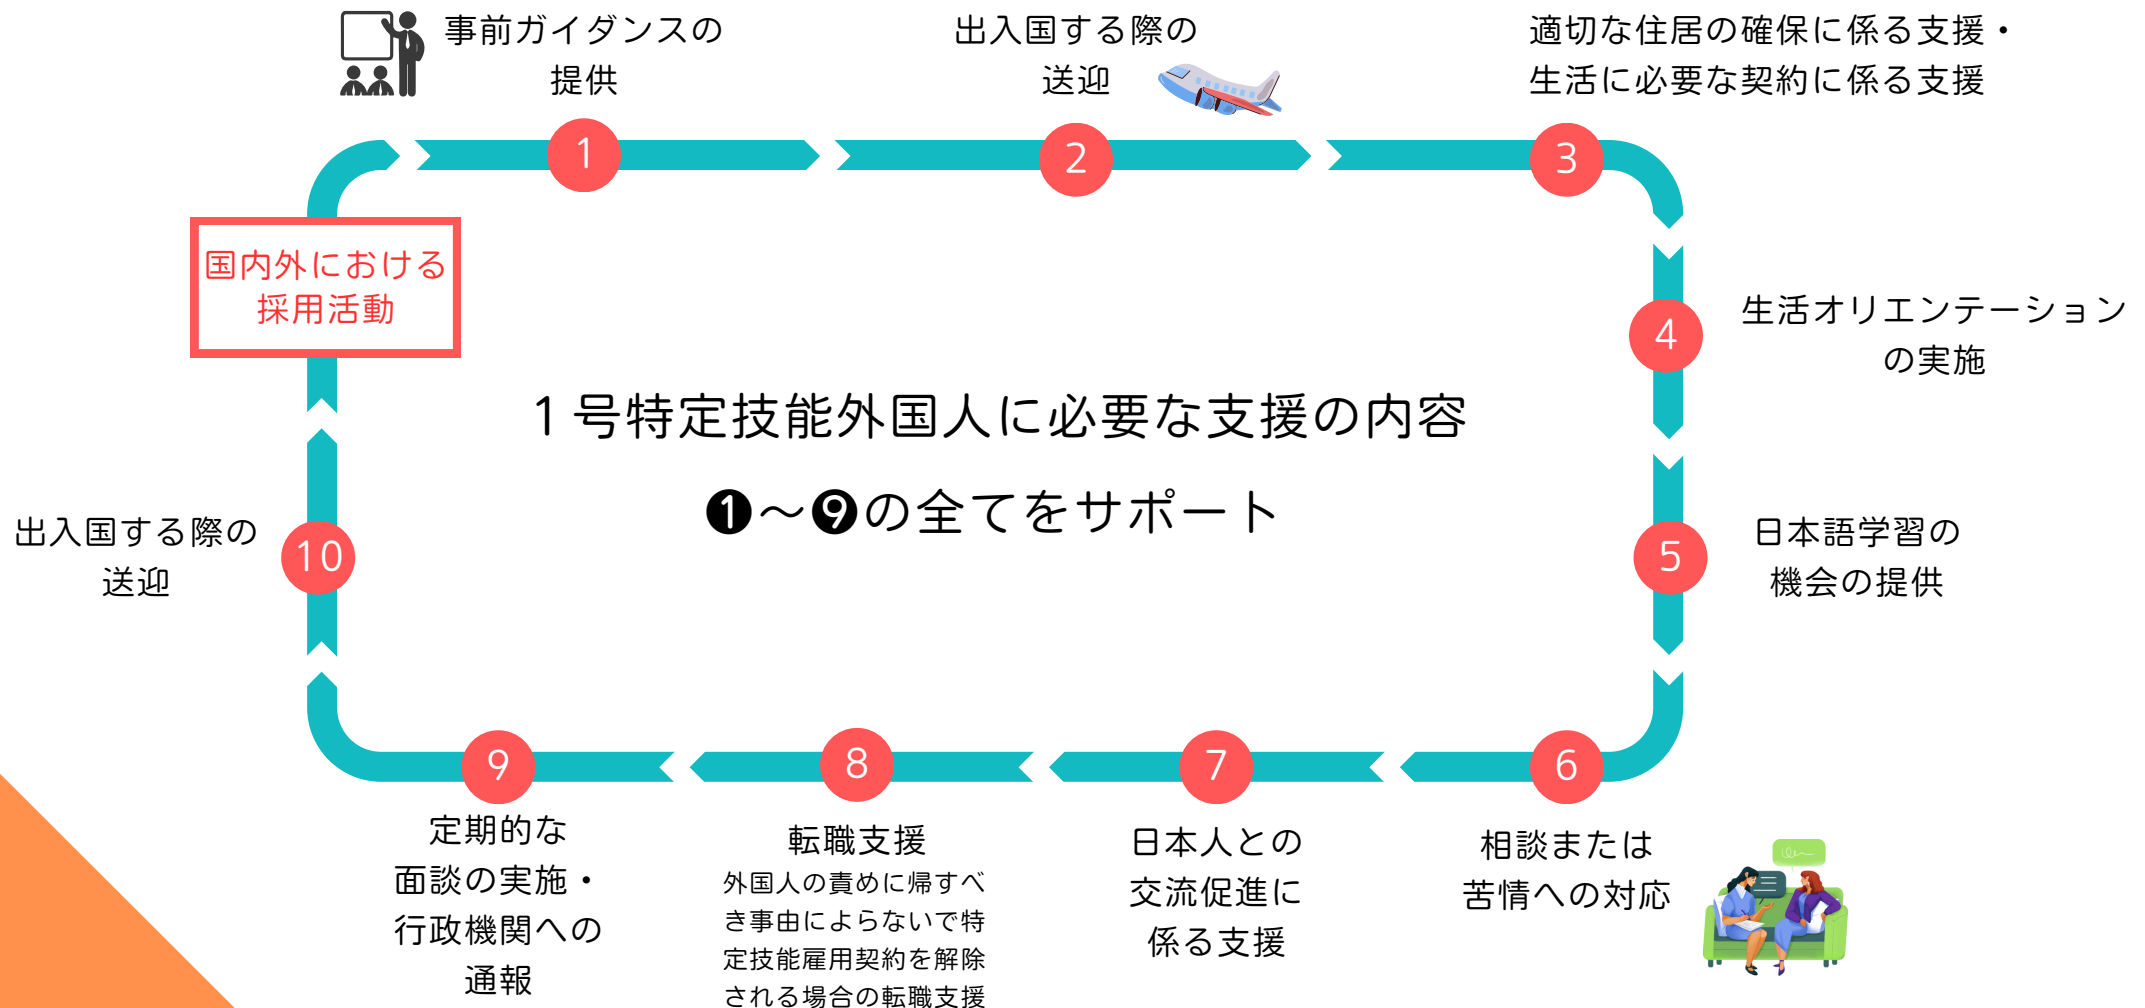 事前ガイダンスの
提供
1
出入国する際の
送迎
2
適切な住居の確保に係る支援・
生活に必要な契約に係る支援
3
国内外における
採用活動
4
生活オリエンテーション
の実施
1号特定技能外国人に必要な支援の内容
❶〜❾の全てをサポート
5
日本語学習の
機会の提供
出入国する際の
送迎
10
9
定期的な
面談の実施・
行政機関への
通報
8
転職支援
外国人の責めに帰すべ
き事由によらないで特
定技能雇用契約を解除
される場合の転職支援
7
日本人との
交流促進に
係る支援
6
相談または
苦情への対応